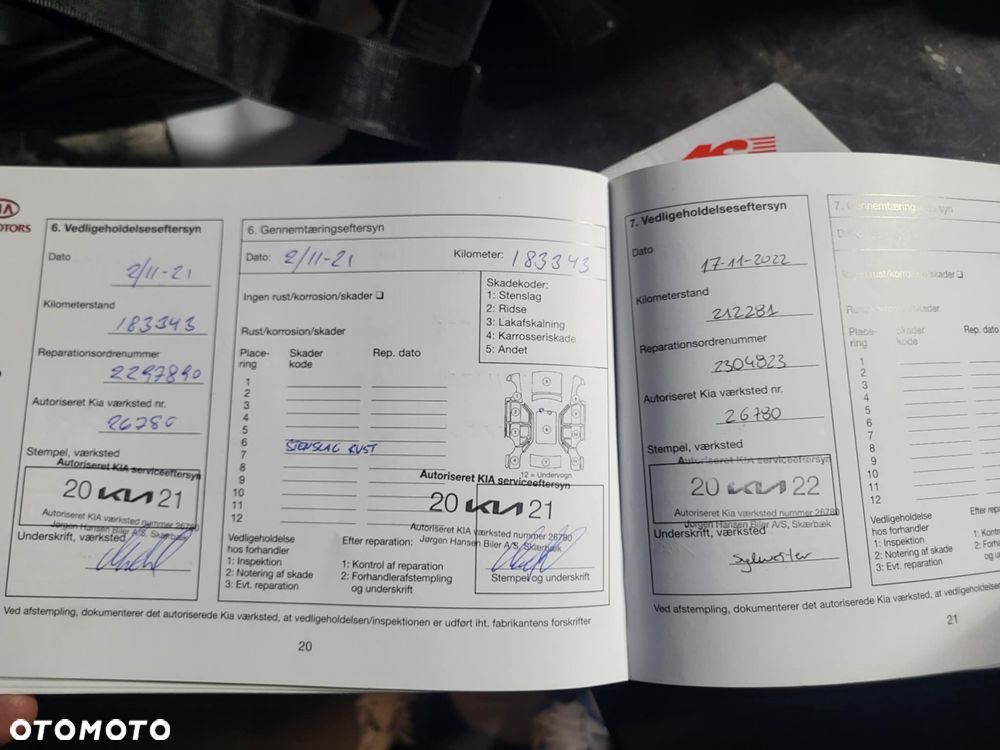 KIA
MOTORS
6. Vedligeholdelseseftersyn
Dato
2/11-21
Kilometerstand
183343
Reparationsordrenummer
2297890
Autoriseret Kia værksted nr.
26780
Stempel, værksted
Autoriseret KIA serviceeftersyn
20 KIA 21
Autoriseret KIA værksted nummer 26780
Jørgen Hansen Biler A/S, Skærbæk
Underskrift, værksted
6. Gennemtæringseftersyn
Dato: 2/11-21 Kilometer: 183343
Ingen rust/korrosion/skader
Rust/korrosion/skader
Skadekoder:
1: Stenslag
2: Ridse
3: Lakafskalning
4: Karrosseriskade
5: Andet
Place-ring Skader kode Rep. dato
1
2
3
4
5
6 STENSLAG RUST
7
8
9
10
11
12
12 = Undervogn
Autoriseret KIA serviceeftersyn
20 KIA 21
Autoriseret KIA værksted nummer 26780
Jørgen Hansen Biler A/S, Skærbæk
Stempel og underskrift
Vedligeholdelse
hos forhandler
1: Inspektion
2: Notering af skade
3: Evt. reparation
Efter reparation:
1: Kontrol af reparation
2: Forhandlerafstempling
og underskrift
Ved afstempling, dokumenterer det autoriserede Kia værksted, at vedligeholdelsen/inspektionen er udført iht. fabrikantens forskrifter
20
7. Vedligeholdelseseftersyn
Dato
17-11-2022
Kilometerstand
212281
Reparationsordrenummer
2304823
Autoriseret Kia værksted nr.
26780
Stempel, værksted
Autoriseret KIA serviceeftersyn
20 KIA 22
Autoriseret KIA værksted nummer 26780
Jørgen Hansen Biler A/S, Skærbæk
Underskrift, værksted
Sylwester
7.
Place-ring Skader kode Rep. dato
1
2
3
4
5
6
7
8
9
10
11
12
Vedligeholdelse
hos forhandler
1: Inspektion
2: Notering af skade
3: Evt. reparation
Ved afstempling, dokumenterer det autoriserede Kia værksted, at vedligeholdelsen
21
OTOMOTO